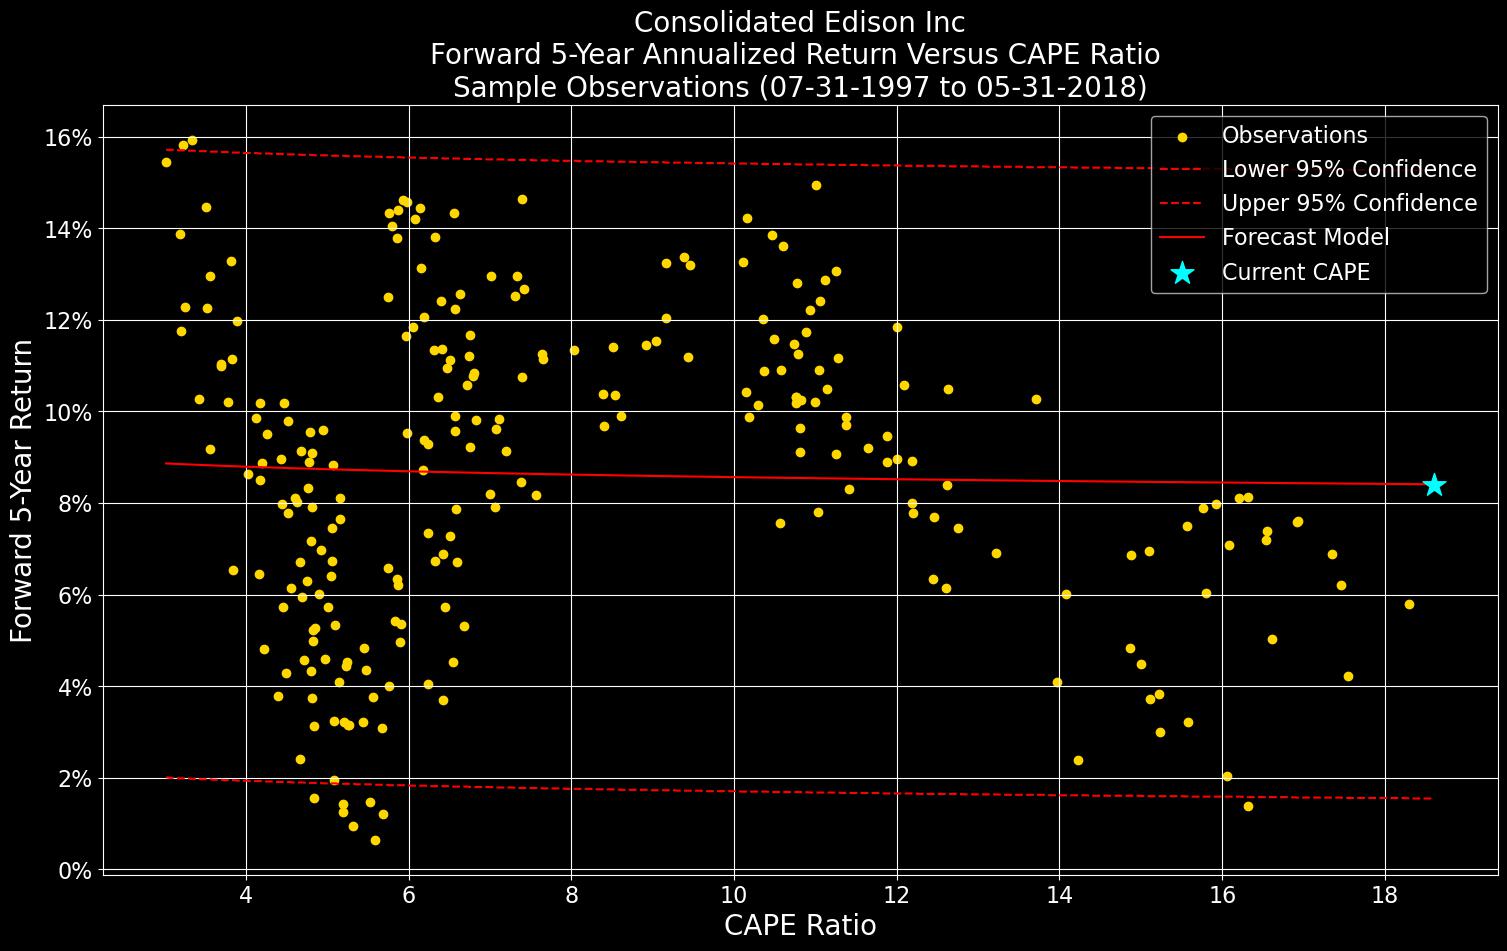 Consolidated Edison Inc
Forward 5-Year Annualized Return Versus CAPE Ratio
Sample Observations (07-31-1997 to 05-31-2018)
Observations
Lower 95% Confidence
Upper 95% Confidence
Forecast Model
Current CAPE
Forward 5-Year Return
16%
14%
12%
10%
8%
6%
4%
2%
0%
4 6 8 10 12 14 16 18
CAPE Ratio